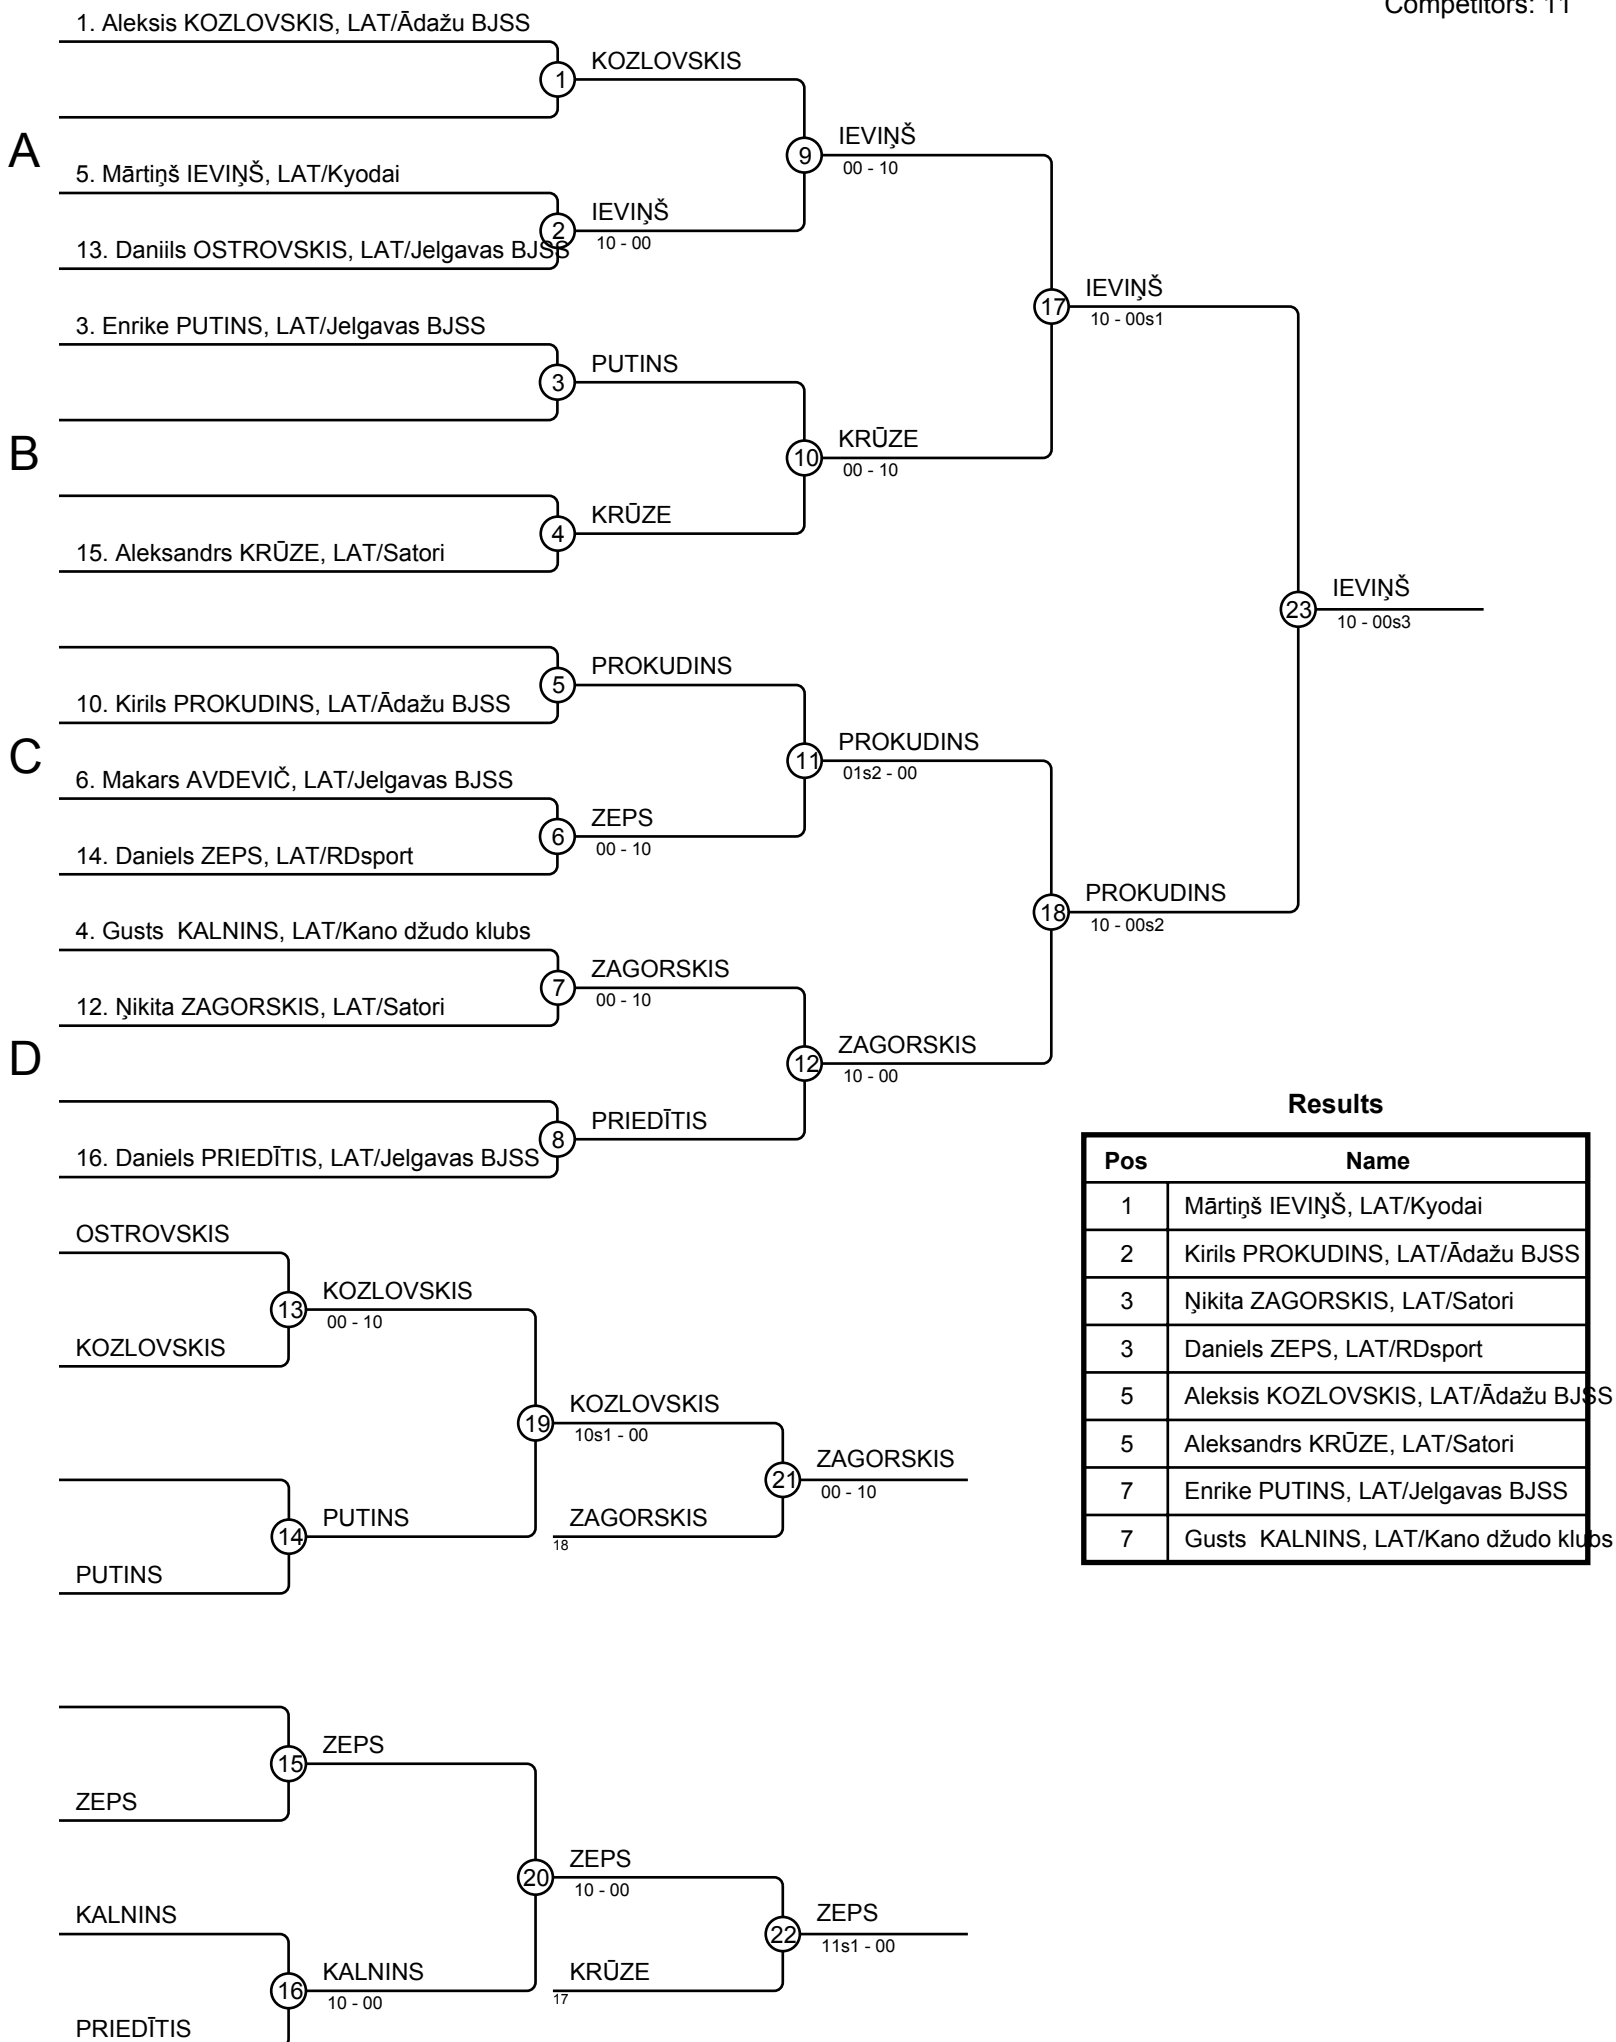 Competitors: 11
1. Aleksis KOZLOVSKIS, LAT/Ādažu BJSS
KOZLOVSKIS
1
A
IEVIŅŠ
9
00 - 10
5. Mārtiņš IEVIŅŠ, LAT/Kyodai
IEVIŅŠ
2
10 - 00
13. Daniils OSTROVSKIS, LAT/Jelgavas BJSS
IEVIŅŠ
17
10 - 00s1
3. Enrike PUTINS, LAT/Jelgavas BJSS
PUTINS
3
B
KRŪZE
10
00 - 10
KRŪZE
4
15. Aleksandrs KRŪZE, LAT/Satori
IEVIŅŠ
23
10 - 00s3
PROKUDINS
5
10. Kirils PROKUDINS, LAT/Ādažu BJSS
C
PROKUDINS
11
01s2 - 00
6. Makars AVDEVIČ, LAT/Jelgavas BJSS
ZEPS
6
00 - 10
14. Daniels ZEPS, LAT/RDsport
PROKUDINS
18
10 - 00s2
4. Gusts  KALNINS, LAT/Kano džudo klubs
ZAGORSKIS
7
00 - 10
12. Ņikita ZAGORSKIS, LAT/Satori
D
ZAGORSKIS
12
10 - 00
PRIEDĪTIS
8
16. Daniels PRIEDĪTIS, LAT/Jelgavas BJSS
Results
Pos Name
1 Mārtiņš IEVIŅŠ, LAT/Kyodai
2 Kirils PROKUDINS, LAT/Ādažu BJSS
3 Ņikita ZAGORSKIS, LAT/Satori
3 Daniels ZEPS, LAT/RDsport
5 Aleksis KOZLOVSKIS, LAT/Ādažu BJSS
5 Aleksandrs KRŪZE, LAT/Satori
7 Enrike PUTINS, LAT/Jelgavas BJSS
7 Gusts  KALNINS, LAT/Kano džudo klubs
OSTROVSKIS
KOZLOVSKIS
13
00 - 10
KOZLOVSKIS
KOZLOVSKIS
19
10s1 - 00
ZAGORSKIS
21
00 - 10
PUTINS
14
ZAGORSKIS
18
PUTINS
ZEPS
15
ZEPS
ZEPS
20
10 - 00
KALNINS
ZEPS
22
11s1 - 00
KALNINS
16
10 - 00
KRŪZE
17
PRIEDĪTIS